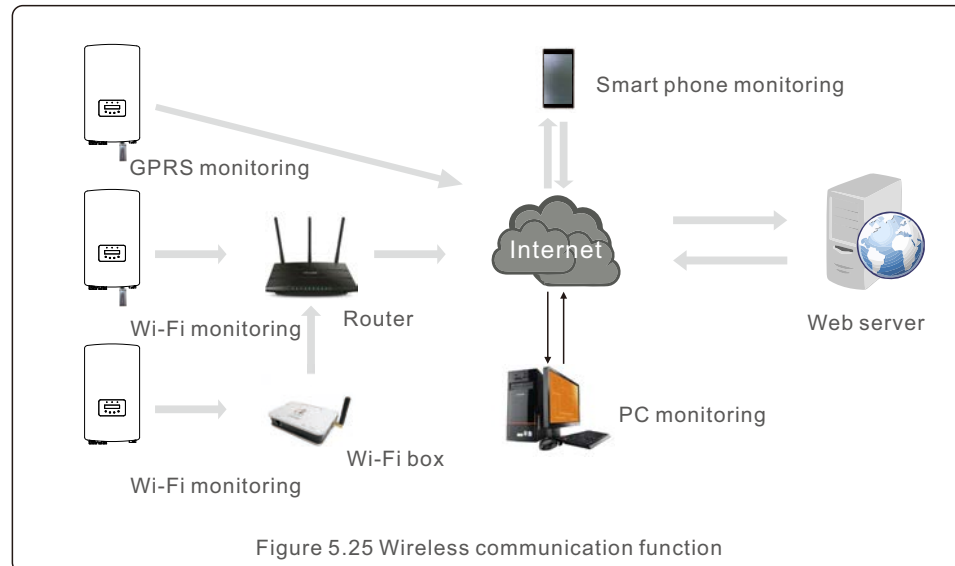 Smart phone monitoring
GPRS monitoring
Internet
Wi-Fi monitoring
Router
Web server
PC monitoring
Wi-Fi box
Wi-Fi monitoring
Figure 5.25 Wireless communication function